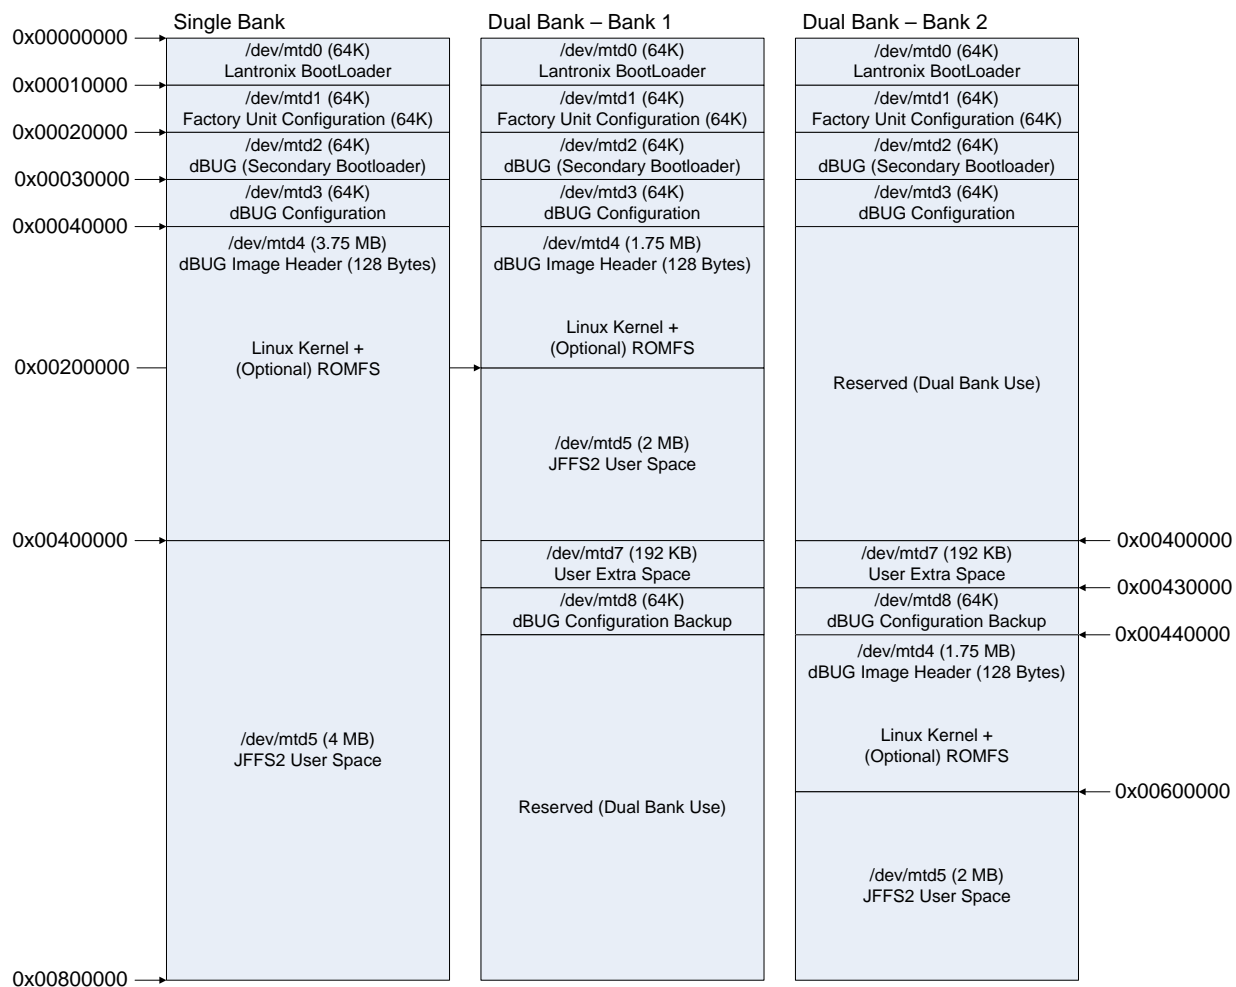 Single Bank
Dual Bank – Bank 1
Dual Bank – Bank 2
0x00000000
/dev/mtd0 (64K)
Lantronix BootLoader
/dev/mtd0 (64K)
Lantronix BootLoader
/dev/mtd0 (64K)
Lantronix BootLoader
0x00010000
/dev/mtd1 (64K)
Factory Unit Configuration (64K)
/dev/mtd1 (64K)
Factory Unit Configuration (64K)
/dev/mtd1 (64K)
Factory Unit Configuration (64K)
0x00020000
/dev/mtd2 (64K)
dBUG (Secondary Bootloader)
/dev/mtd2 (64K)
dBUG (Secondary Bootloader)
/dev/mtd2 (64K)
dBUG (Secondary Bootloader)
0x00030000
/dev/mtd3 (64K)
dBUG Configuration
/dev/mtd3 (64K)
dBUG Configuration
/dev/mtd3 (64K)
dBUG Configuration
0x00040000
/dev/mtd4 (3.75 MB)
dBUG Image Header (128 Bytes)
Linux Kernel +
(Optional) ROMFS
/dev/mtd4 (1.75 MB)
dBUG Image Header (128 Bytes)
Linux Kernel +
(Optional) ROMFS
0x00200000
Reserved (Dual Bank Use)
/dev/mtd5 (2 MB)
JFFS2 User Space
0x00400000
0x00400000
/dev/mtd7 (192 KB)
User Extra Space
/dev/mtd7 (192 KB)
User Extra Space
0x00430000
/dev/mtd8 (64K)
dBUG Configuration Backup
/dev/mtd8 (64K)
dBUG Configuration Backup
0x00440000
/dev/mtd4 (1.75 MB)
dBUG Image Header (128 Bytes)
Linux Kernel +
(Optional) ROMFS
/dev/mtd5 (4 MB)
JFFS2 User Space
0x00600000
Reserved (Dual Bank Use)
/dev/mtd5 (2 MB)
JFFS2 User Space
0x00800000